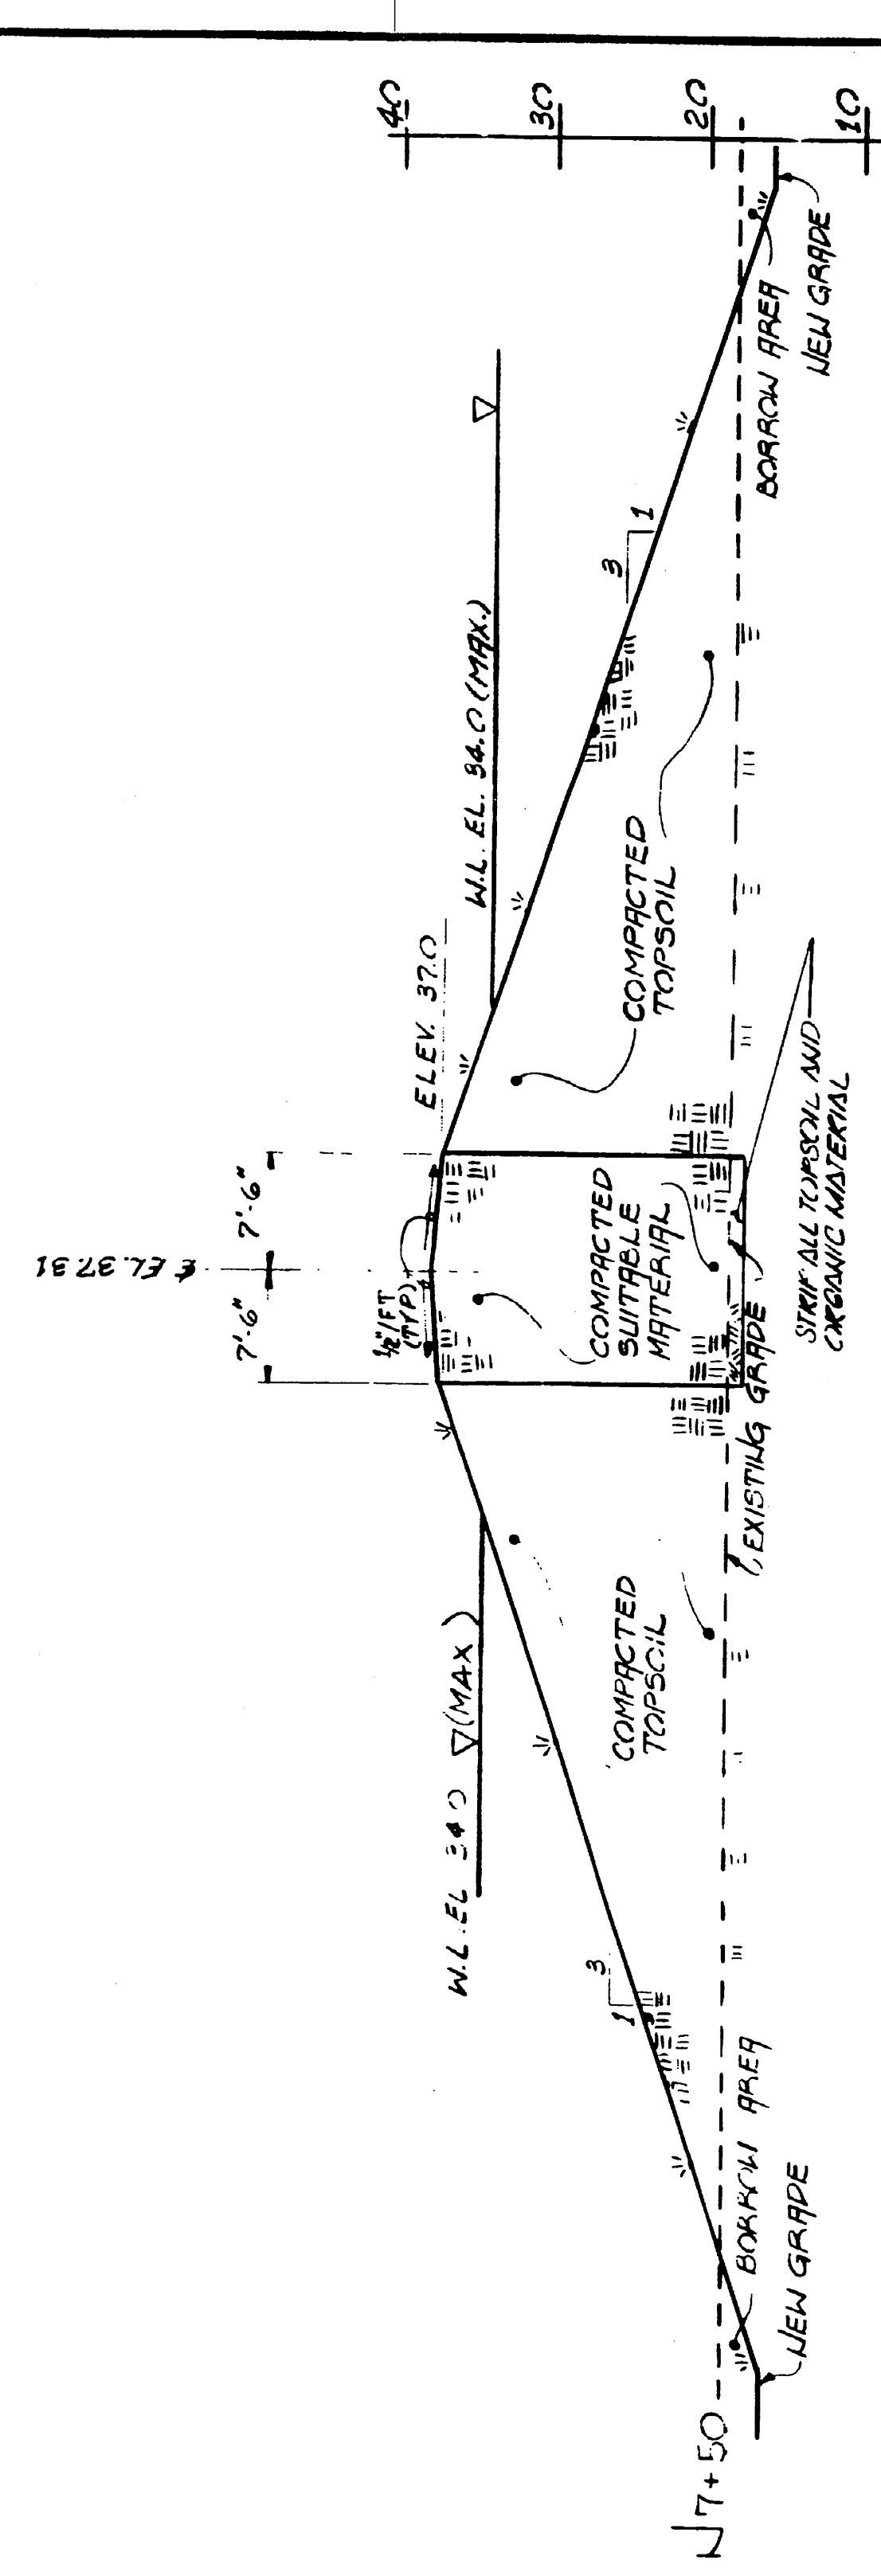 ℄ EL. 37.31
7'-6"
7'-6"
½"/FT
(TYP)
ELEV. 37.0
W.L. EL 34.0 (MAX)
W.L. EL. 34.0 (MAX.)
40
30
20
10
1
3
3
1
COMPACTED
TOPSOIL
COMPACTED
SUITABLE
MATERIAL
COMPACTED
TOPSOIL
N 7+50
BORROW AREA
NEW GRADE
EXISTING GRADE
STRIP ALL TOPSOIL AND
ORGANIC MATERIAL
BORROW AREA
NEW GRADE